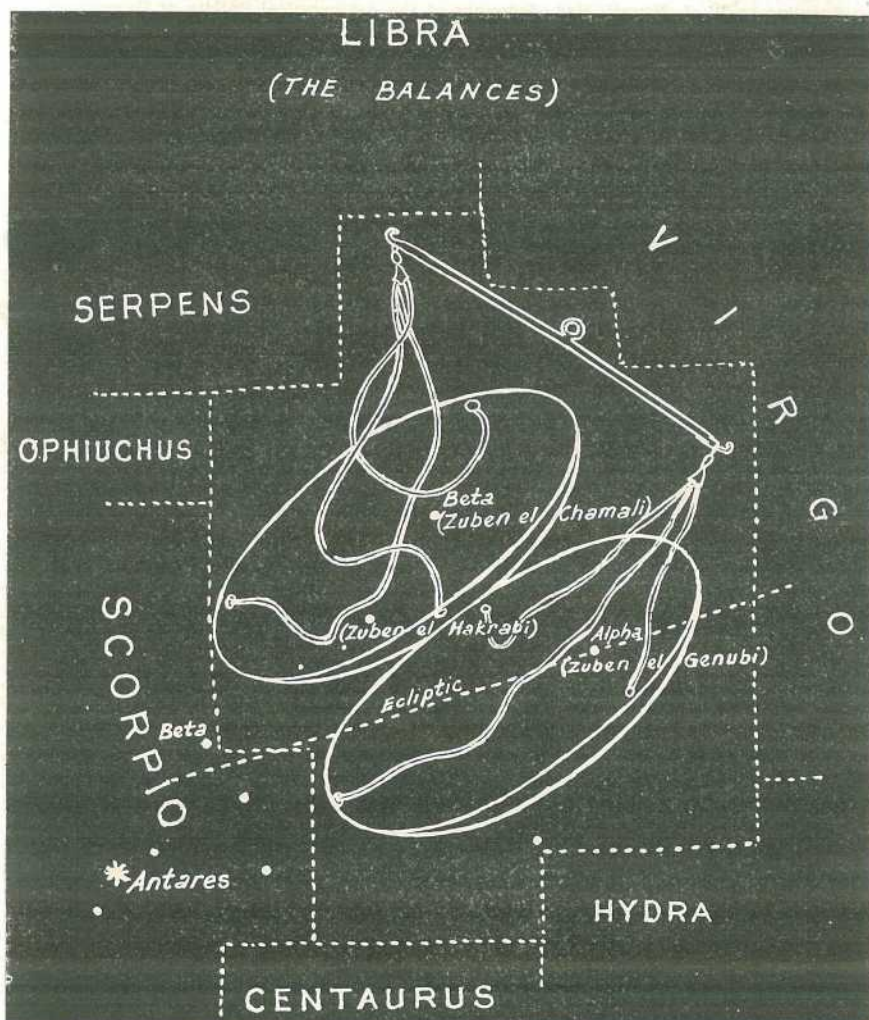 LIBRA
(THE BALANCES)
VIRGO
SERPENS
OPHIUCHUS
Beta
(Zuben el Chamali)
SCORPIO
(Zuben el Hakrabi)
Alpha
(Zuben el Genubi)
Ecliptic
Beta
Antares
HYDRA
CENTAURUS